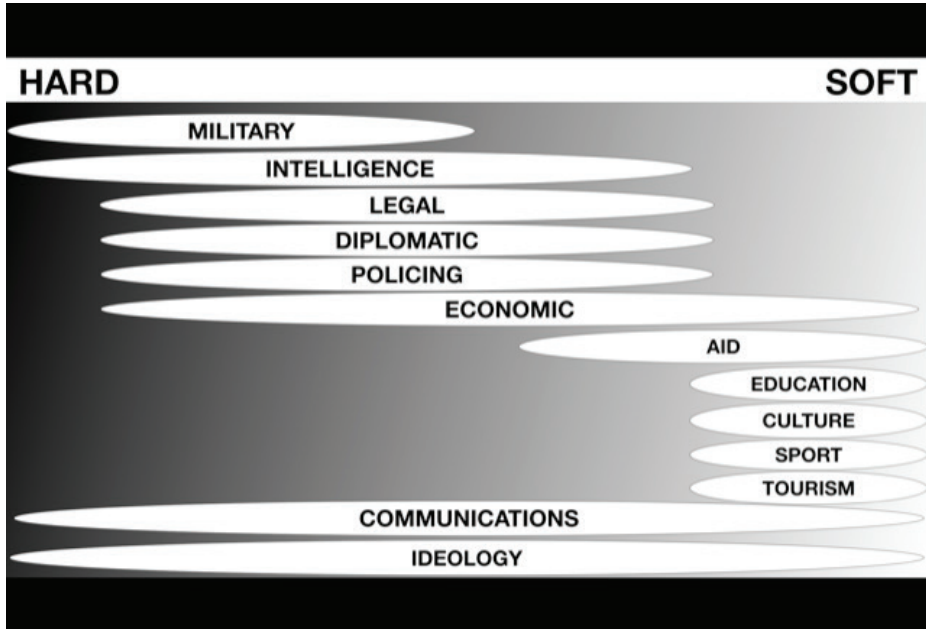 HARD SOFT
MILITARY
INTELLIGENCE
LEGAL
DIPLOMATIC
POLICING
ECONOMIC
AID
EDUCATION
CULTURE
SPORT
TOURISM
COMMUNICATIONS
IDEOLOGY